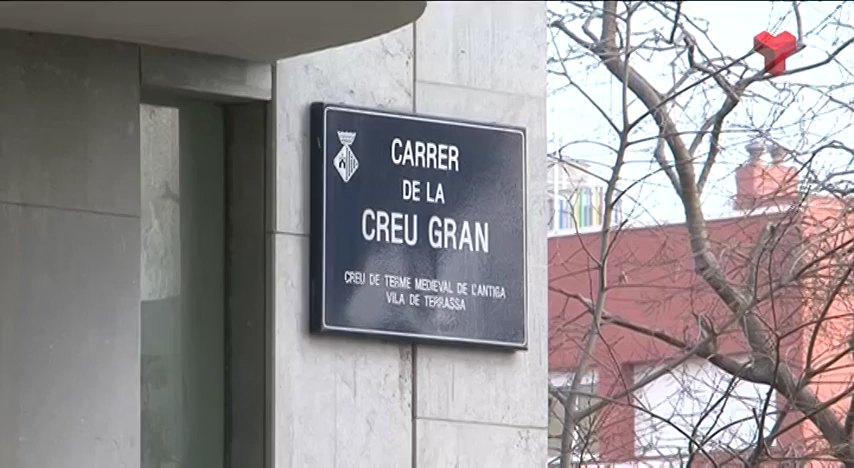 CARRER
DE LA
CREU GRAN
CREU DE TERME MEDIEVAL DE L'ANTIGA
VILA DE TERRASSA